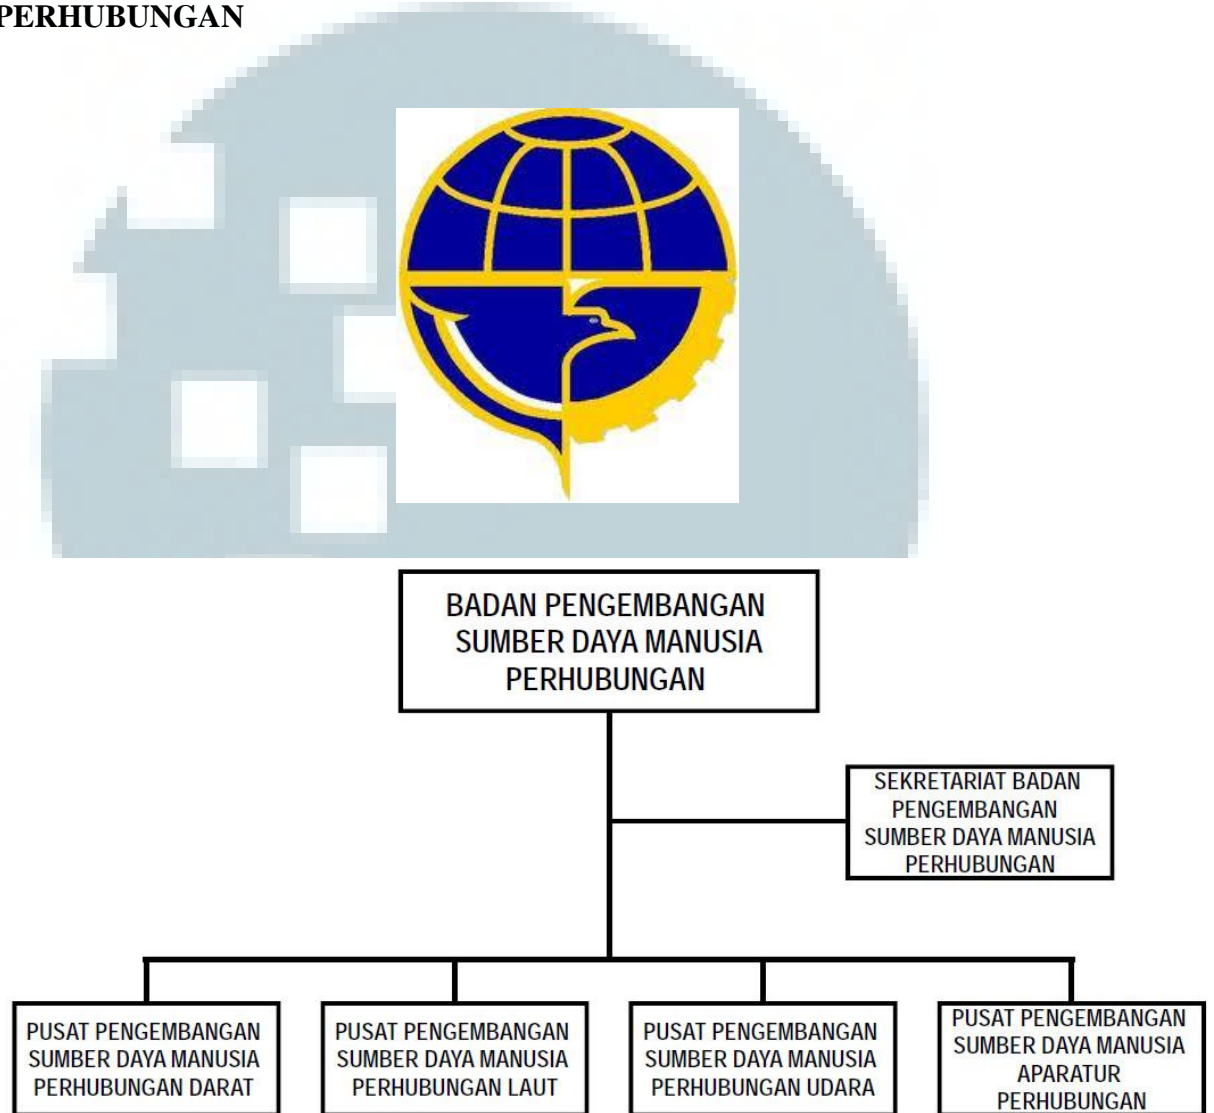 PERHUBUNGAN
BADAN PENGEMBANGAN
SUMBER DAYA MANUSIA
PERHUBUNGAN
SEKRETARIAT BADAN
PENGEMBANGAN
SUMBER DAYA MANUSIA
PERHUBUNGAN
PUSAT PENGEMBANGAN
SUMBER DAYA MANUSIA
PERHUBUNGAN DARAT
PUSAT PENGEMBANGAN
SUMBER DAYA MANUSIA
PERHUBUNGAN LAUT
PUSAT PENGEMBANGAN
SUMBER DAYA MANUSIA
PERHUBUNGAN UDARA
PUSAT PENGEMBANGAN
SUMBER DAYA MANUSIA
APARATUR
PERHUBUNGAN